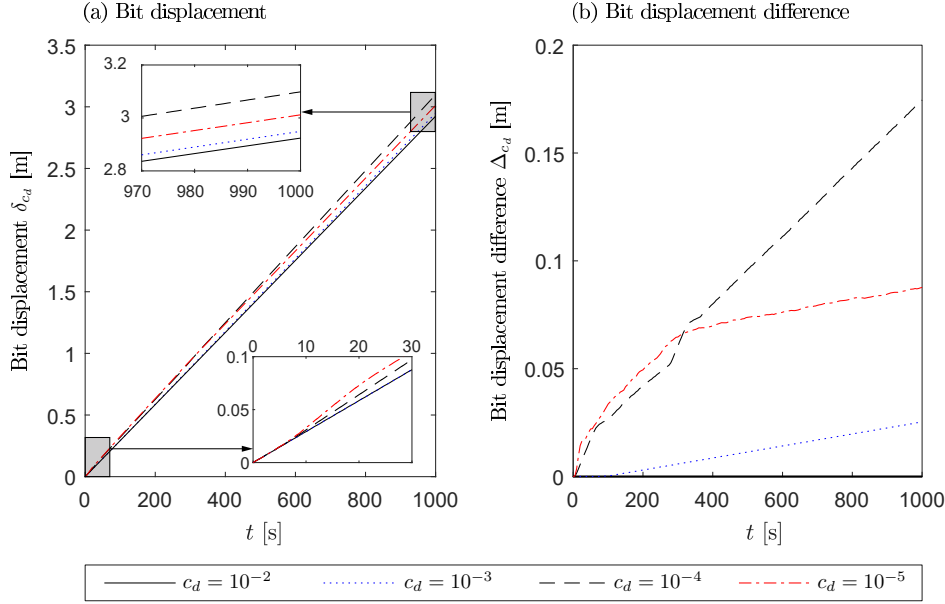 (a) Bit displacement
(b) Bit displacement difference
Bit displacement δ_{c_d} [m]
3.5
3
2.5
2
1.5
1
0.5
0
3.2
3
2.8
970 980 990 1000
0 10 20 30
0.1
0.05
0
0 200 400 600 800 1000
t [s]
Bit displacement difference Δ_{c_d} [m]
0.2
0.15
0.1
0.05
0
0 200 400 600 800 1000
t [s]
c_d = 10^{-2} c_d = 10^{-3} c_d = 10^{-4} c_d = 10^{-5}